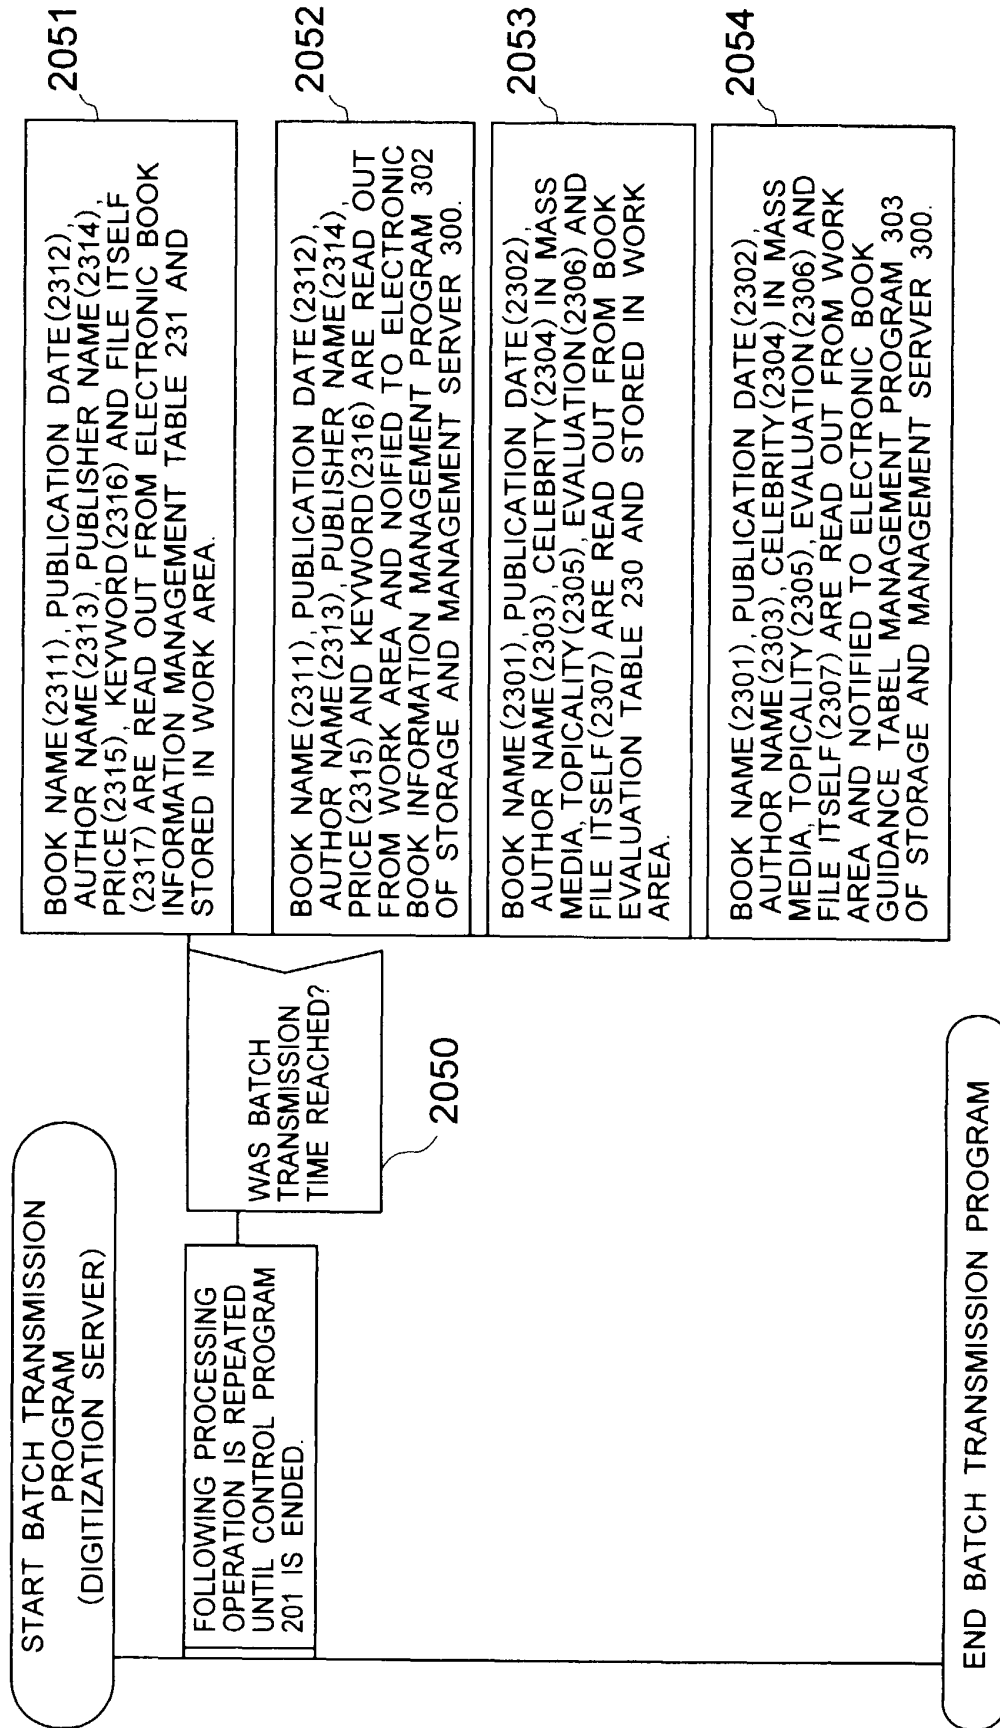 START BATCH TRANSMISSION
PROGRAM
(DIGITIZATION SERVER)
FOLLOWING PROCESSING
OPERATION IS REPEATED
UNTIL CONTROL PROGRAM
201 IS ENDED.
WAS BATCH
TRANSMISSION
TIME REACHED?
2050
BOOK NAME(2311), PUBLICATION DATE(2312),
AUTHOR NAME(2313), PUBLISHER NAME(2314),
PRICE(2315), KEYWORD(2316) AND FILE ITSELF
(2317) ARE READ OUT FROM ELECTRONIC BOOK
INFORMATION MANAGEMENT TABLE 231 AND
STORED IN WORK AREA.
2051
BOOK NAME(2311), PUBLICATION DATE(2312),
AUTHOR NAME(2313), PUBLISHER NAME(2314),
PRICE(2315) AND KEYWORD(2316) ARE READ OUT
FROM WORK AREA AND NOIFIED TO ELECTRONIC
BOOK INFORMATION MANAGEMENT PROGRAM 302
OF STORAGE AND MANAGEMENT SERVER 300.
2052
BOOK NAME(2301), PUBLICATION DATE(2302),
AUTHOR NAME(2303), CELEBRITY(2304) IN MASS
MEDIA, TOPICALITY(2305), EVALUATION(2306) AND
FILE ITSELF(2307) ARE READ OUT FROM BOOK
EVALUATION TABLE 230 AND STORED IN WORK
AREA.
2053
BOOK NAME(2301), PUBLICATION DATE(2302),
AUTHOR NAME(2303), CELEBRITY(2304) IN MASS
MEDIA, TOPICALITY(2305), EVALUATION(2306) AND
FILE ITSELF(2307) ARE READ OUT FROM WORK
AREA AND NOTIFIED TO ELECTRONIC BOOK
GUIDANCE TABEL MANAGEMENT PROGRAM 303
OF STORAGE AND MANAGEMENT SERVER 300.
2054
END BATCH TRANSMISSION PROGRAM